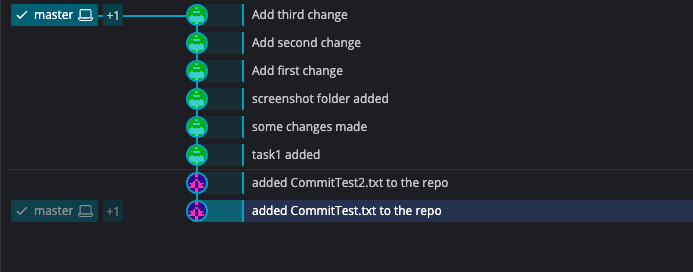 master +1 Add third change
Add second change
Add first change
screenshot folder added
some changes made
task1 added
added CommitTest2.txt to the repo
master +1 added CommitTest.txt to the repo